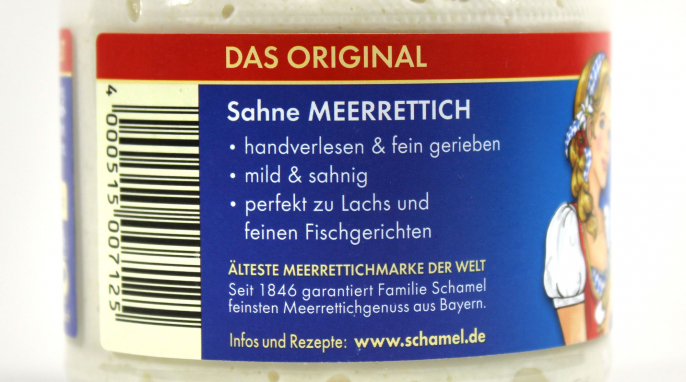 DAS ORIGINAL
Sahne MEERRETTICH
• handverlesen & fein gerieben
• mild & sahnig
• perfekt zu Lachs und
feinen Fischgerichten
ÄLTESTE MEERRETTICHMARKE DER WELT
Seit 1846 garantiert Familie Schamel
feinsten Meerrettichgenuss aus Bayern.
Infos und Rezepte: www.schamel.de
4 000515 007125